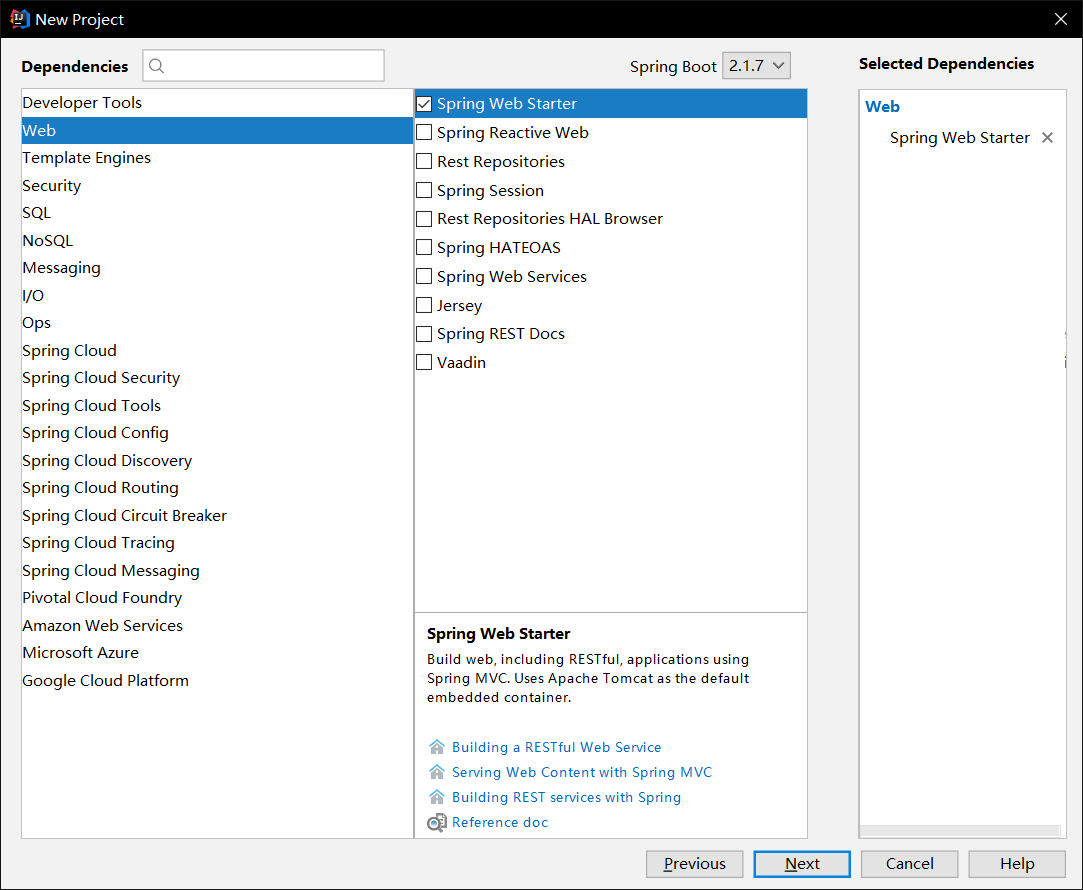 New Project
Dependencies
Spring Boot 2.1.7
Selected Dependencies
Developer Tools
Web
Template Engines
Security
SQL
NoSQL
Messaging
I/O
Ops
Spring Cloud
Spring Cloud Security
Spring Cloud Tools
Spring Cloud Config
Spring Cloud Discovery
Spring Cloud Routing
Spring Cloud Circuit Breaker
Spring Cloud Tracing
Spring Cloud Messaging
Pivotal Cloud Foundry
Amazon Web Services
Microsoft Azure
Google Cloud Platform
Spring Web Starter
Spring Reactive Web
Rest Repositories
Spring Session
Rest Repositories HAL Browser
Spring HATEOAS
Spring Web Services
Jersey
Spring REST Docs
Vaadin
Spring Web Starter
Build web, including RESTful, applications using
Spring MVC. Uses Apache Tomcat as the default
embedded container.
Building a RESTful Web Service
Serving Web Content with Spring MVC
Building REST services with Spring
Reference doc
Web
Spring Web Starter
Previous
Next
Cancel
Help